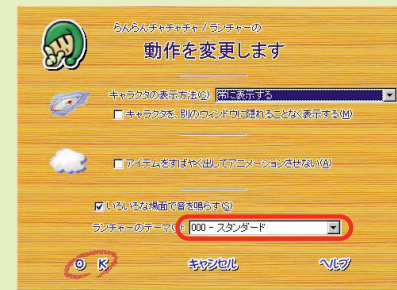 らんらんチャチャチャ / ランチャーの
動作を変更します
キャラクタの表示方法(C): 常に表示する
キャラクタを、別のウィンドウに隠れることなく表示する(M)
アイテムをすばやく出してアニメーションさせない(A)
いろいろな場面で音を鳴らす(S)
ランチャーのテーマ(T): 000 - スタンダード
O K
キャンセル
ヘルプ